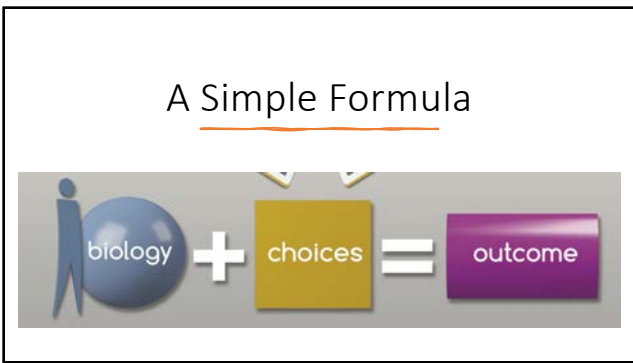 A Simple Formula
biology + choices = outcome